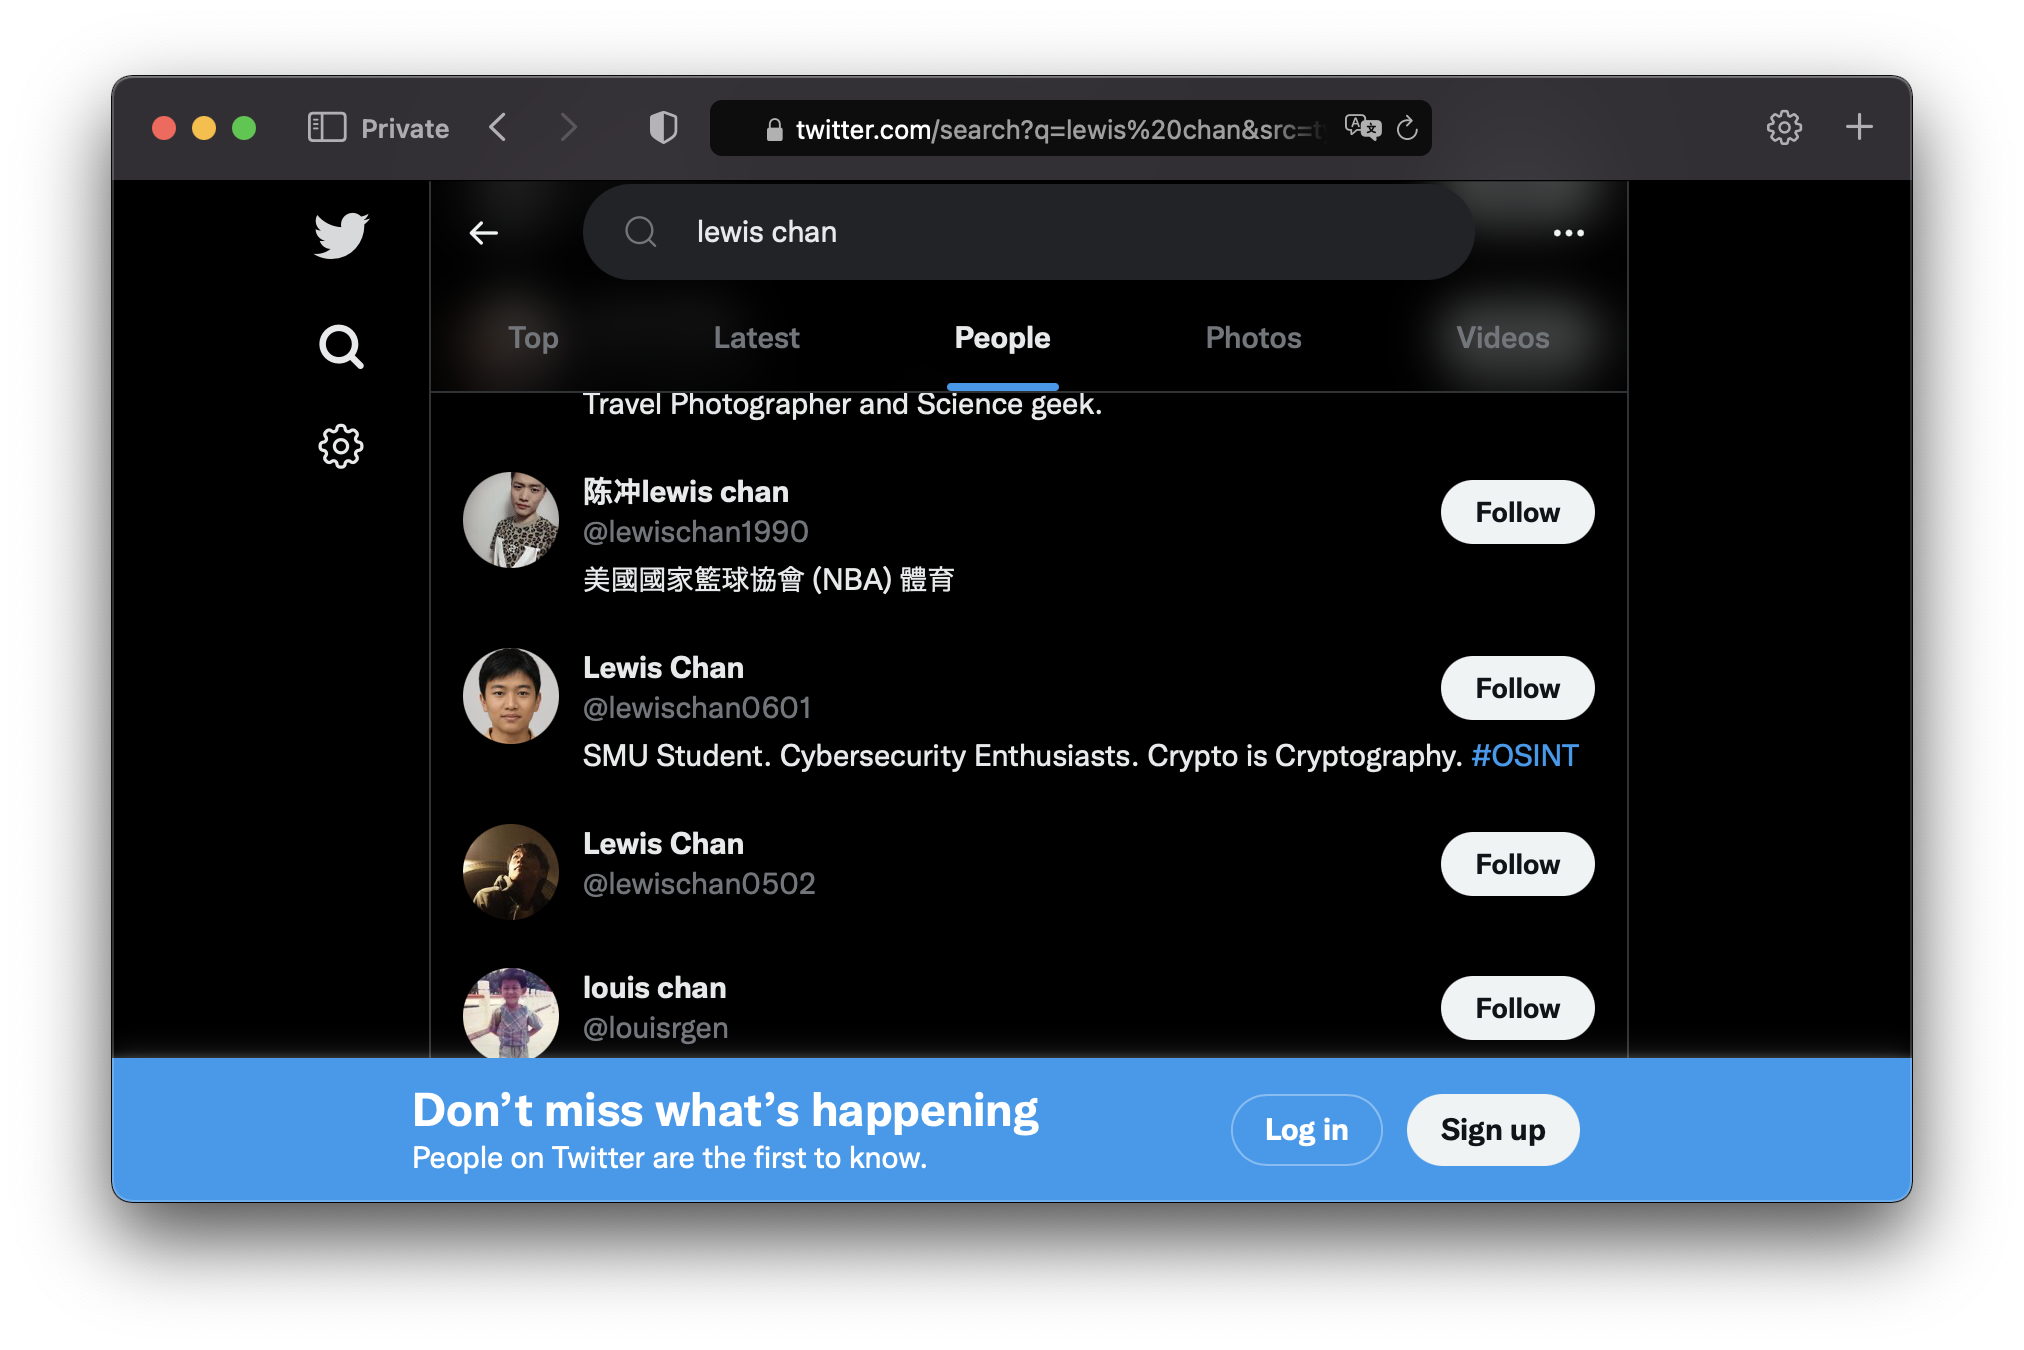 Private
twitter.com/search?q=lewis%20chan&src=t
lewis chan
Top
Latest
People
Photos
Videos
Travel Photographer and Science geek.
陈冲lewis chan
@lewischan1990
Follow
美國國家籃球協會 (NBA) 體育
Lewis Chan
@lewischan0601
Follow
SMU Student. Cybersecurity Enthusiasts. Crypto is Cryptography. #OSINT
Lewis Chan
@lewischan0502
Follow
louis chan
@louisrgen
Follow
Don’t miss what’s happening
People on Twitter are the first to know.
Log in
Sign up